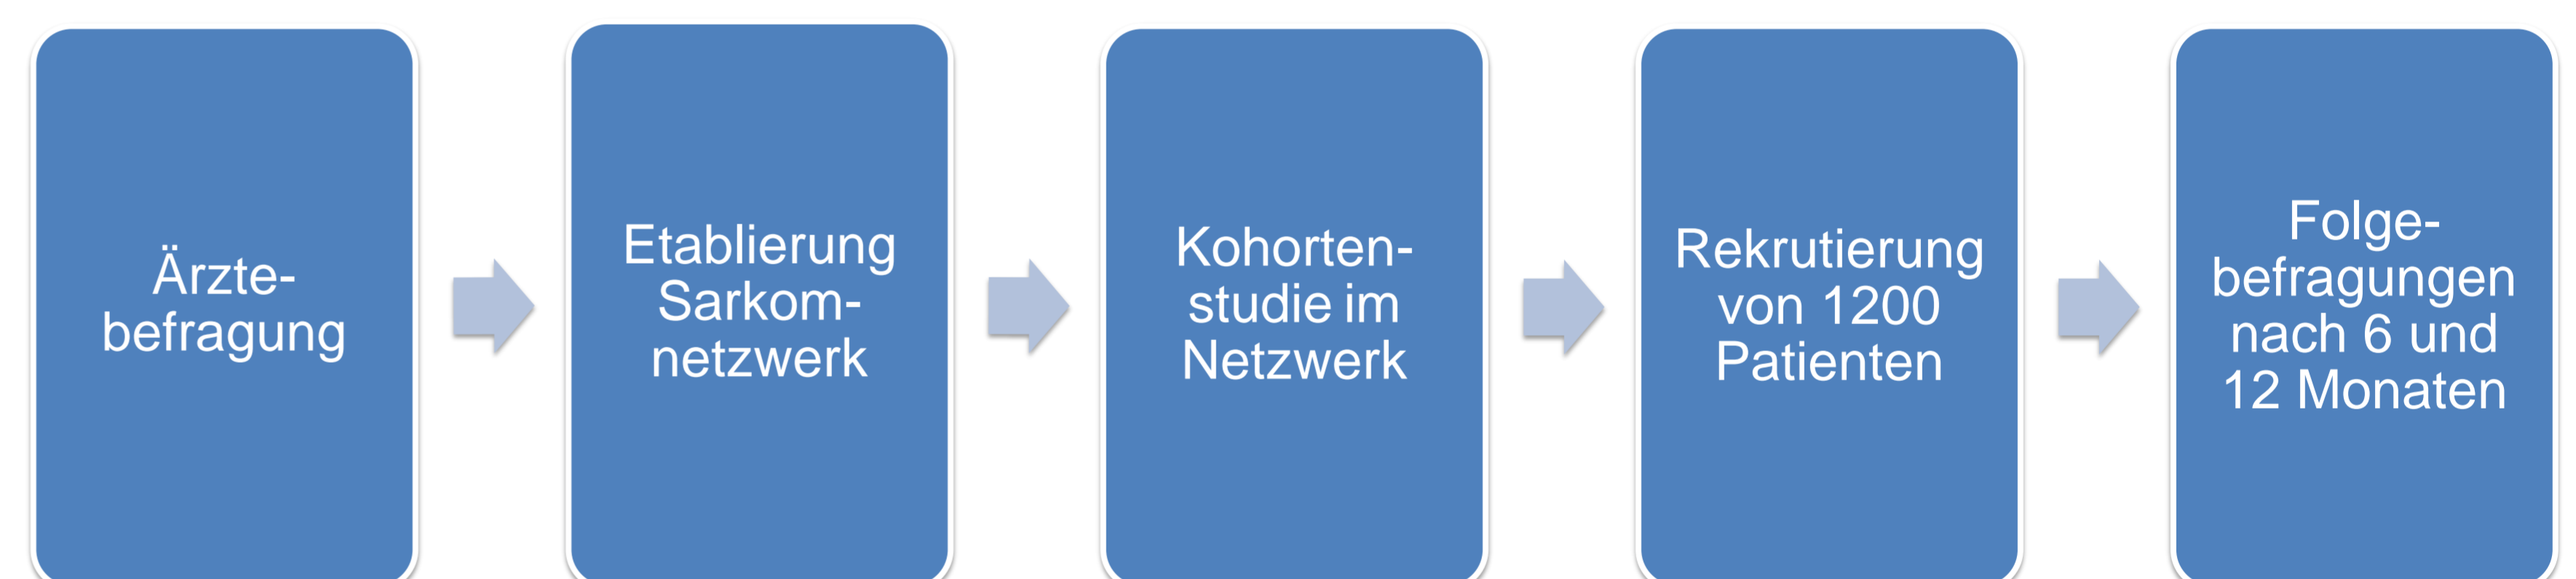 Ärzte-
befragung
Etablierung
Sarkom-
netzwerk
Kohorten-
studie im
Netzwerk
Rekrutierung
von 1200
Patienten
Folge-
befragungen
nach 6 und
12 Monaten